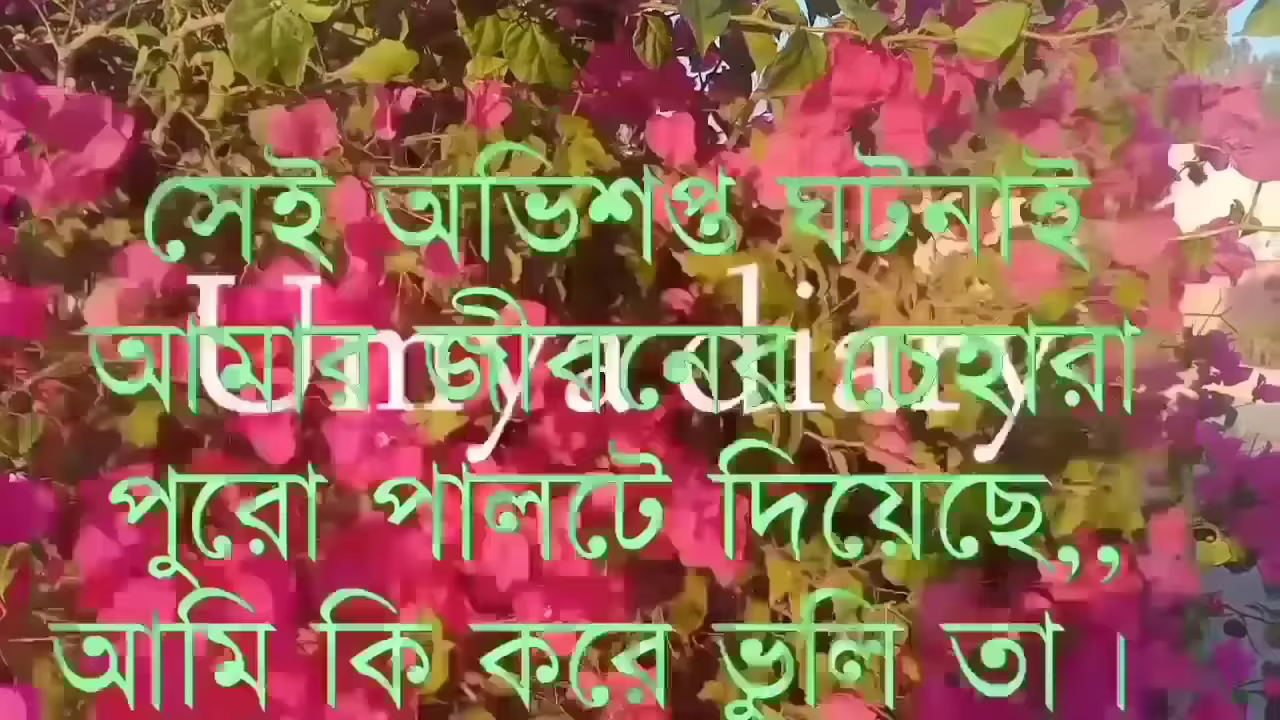 সেই অভিশপ্ত ঘটনাই
আমার জীবনের চেহারা
পুরো পালটে দিয়েছে,,
আমি কি করে ভুলি তা ।